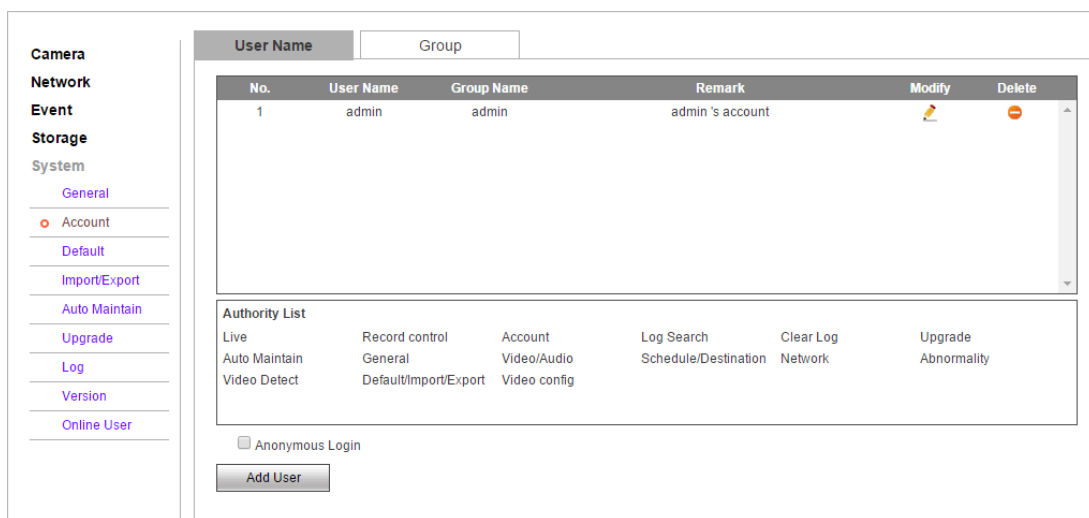 Camera
Network
Event
Storage
System
General
Account
Default
Import/Export
Auto Maintain
Upgrade
Log
Version
Online User
User Name Group
No. User Name Group Name Remark Modify Delete
1 admin admin admin 's account
Authority List
Live Record control Account Log Search Clear Log Upgrade
Auto Maintain General Video/Audio Schedule/Destination Network Abnormality
Video Detect Default/Import/Export Video config
Anonymous Login
Add User